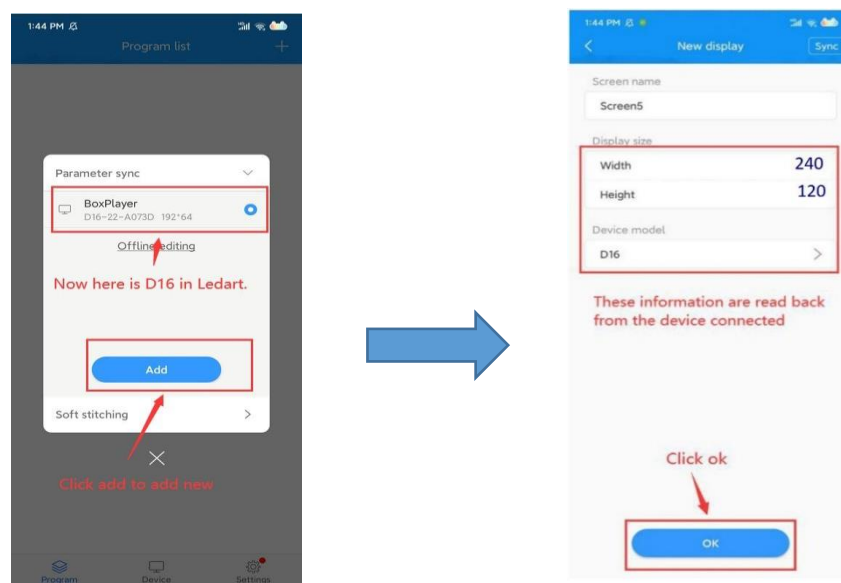 1:44 PM
Program list
Parameter sync
BoxPlayer
D16-22-A073D 192*64
Offline editing
Now here is D16 in Ledart.
Add
Click add to add new
Soft stitching
Program
Device
Settings
1:44 PM
New display
Sync
Screen name
Screen5
Display size
Width 240
Height 120
Device model
D16
These information are read back
from the device connected
Click ok
OK